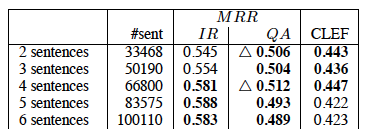 MRR
#sent IR QA CLEF
2 sentences 33468 0.545 △ 0.506 0.443
3 sentences 50190 0.554 0.504 0.436
4 sentences 66800 0.581 △ 0.512 0.447
5 sentences 83575 0.588 0.493 0.422
6 sentences 100110 0.583 0.489 0.423